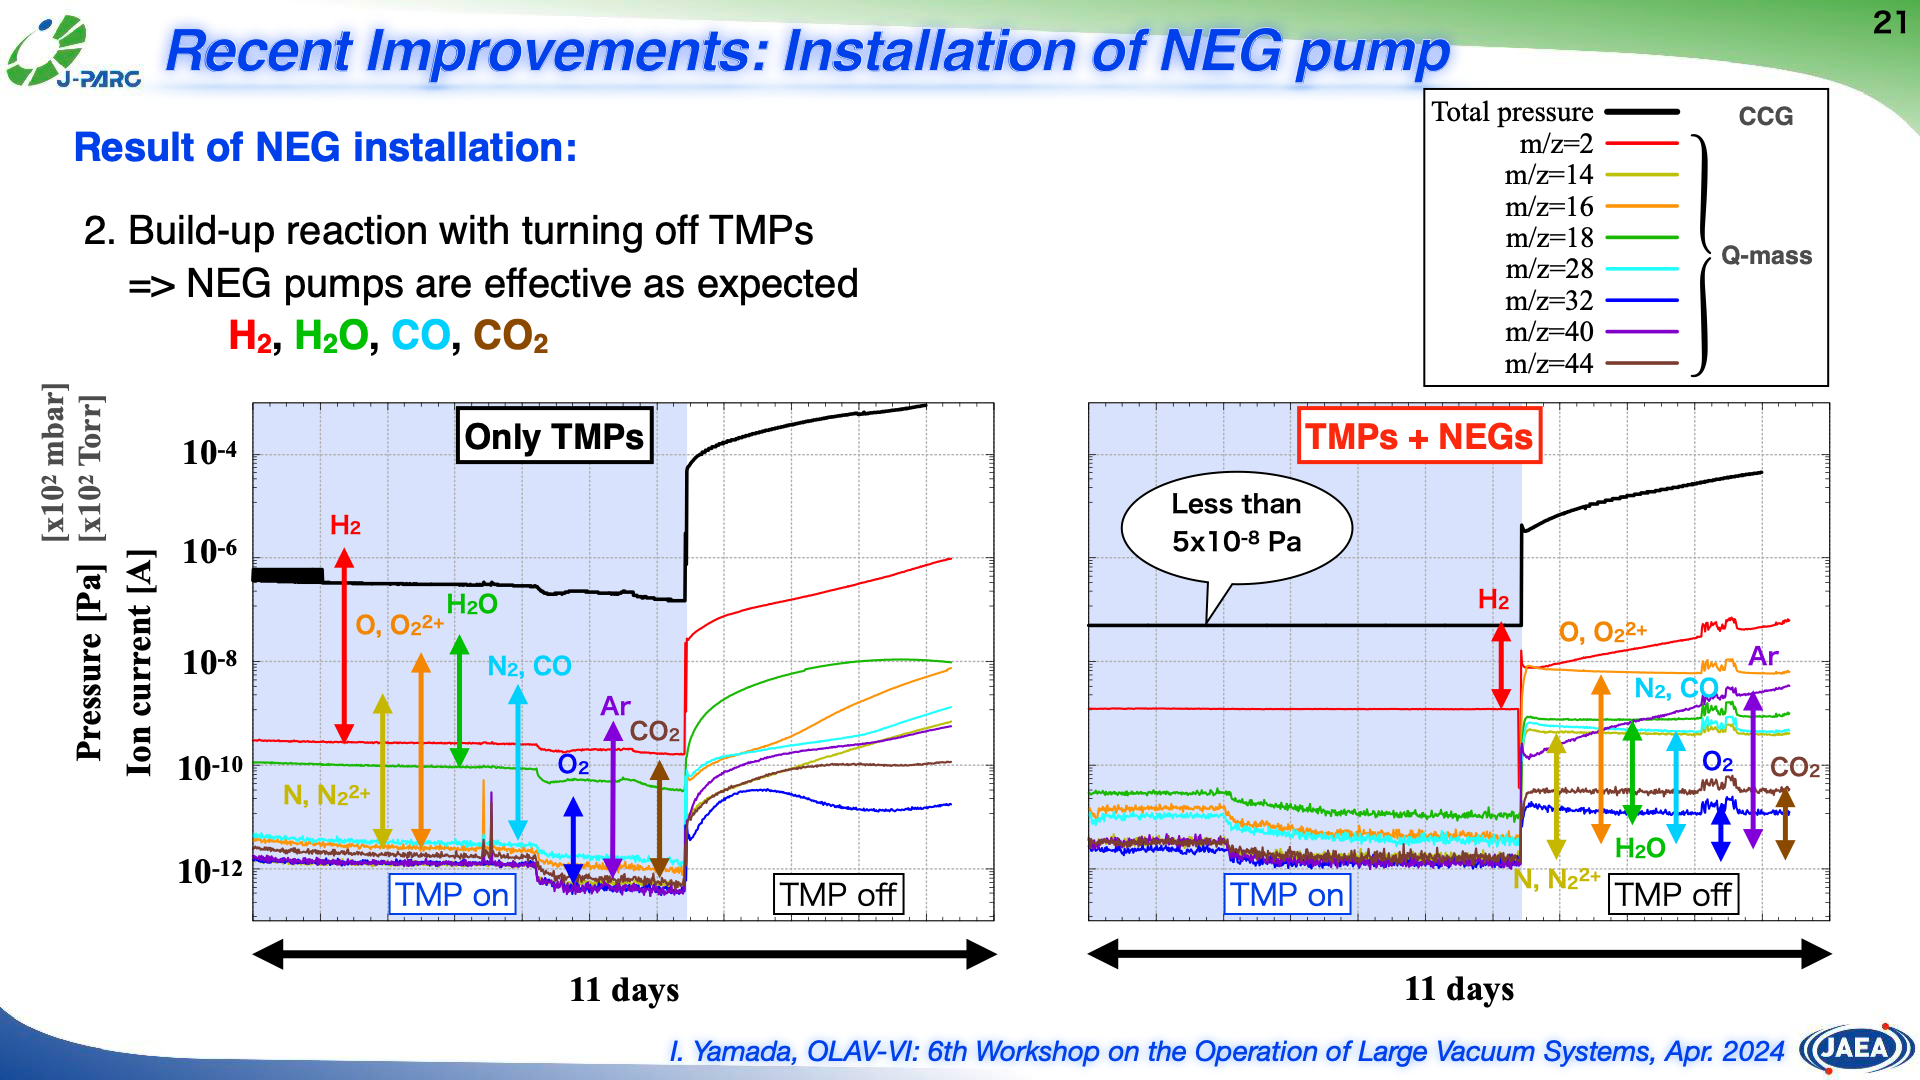 21
J-PARC
Recent Improvements: Installation of NEG pump
Result of NEG installation:
2. Build-up reaction with turning off TMPs
=> NEG pumps are effective as expected
H₂, H₂O, CO, CO₂
Total pressure
CCG
m/z=2
m/z=14
m/z=16
m/z=18
m/z=28
m/z=32
m/z=40
m/z=44
Q-mass
[x10² mbar]
[x10² Torr]
Pressure [Pa]
Ion current [A]
10⁻⁴
10⁻⁶
10⁻⁸
10⁻¹⁰
10⁻¹²
Only TMPs
H₂
O, O₂²⁺
H₂O
N₂, CO
Ar
CO₂
O₂
N, N₂²⁺
TMP on
TMP off
11 days
TMPs + NEGs
Less than
5x10⁻⁸ Pa
H₂
O, O₂²⁺
Ar
N₂, CO
O₂
CO₂
H₂O
N, N₂²⁺
TMP on
TMP off
11 days
I. Yamada, OLAV-VI: 6th Workshop on the Operation of Large Vacuum Systems, Apr. 2024
JAEA